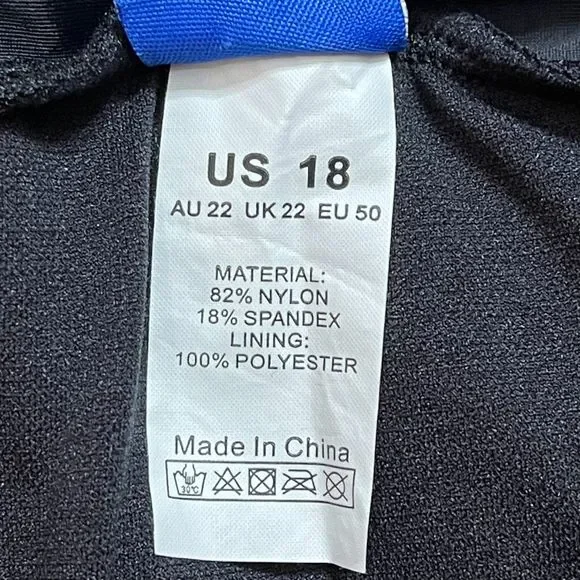 US 18
AU 22 UK 22 EU 50
MATERIAL:
82% NYLON
18% SPANDEX
LINING:
100% POLYESTER
Made In China
30°C